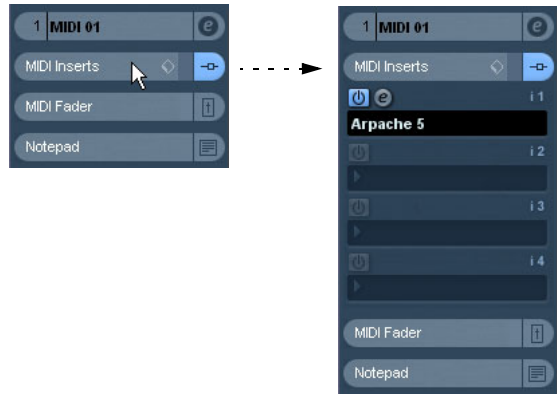 1 MIDI 01 e
MIDI Inserts
MIDI Fader
Notepad
1 MIDI 01 e
MIDI Inserts
e i 1
Arpache 5
i 2
i 3
i 4
MIDI Fader
Notepad